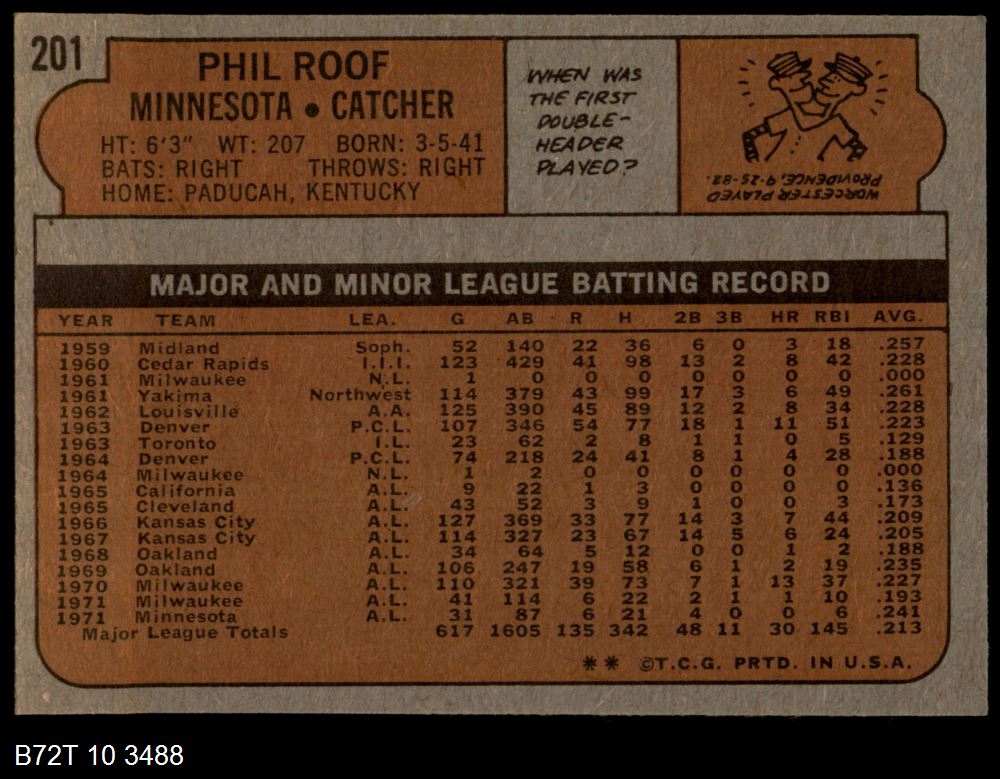 201
PHIL ROOF
MINNESOTA • CATCHER
HT: 6'3" WT: 207 BORN: 3-5-41
BATS: RIGHT THROWS: RIGHT
HOME: PADUCAH, KENTUCKY
WHEN WAS
THE FIRST
DOUBLE-
HEADER
PLAYED?
WORCESTER PLAYED
PROVIDENCE, 9-25-82.
MAJOR AND MINOR LEAGUE BATTING RECORD
YEAR TEAM LEA. G AB R H 2B 3B HR RBI AVG.
1959 Midland Soph. 52 140 22 36 6 0 3 18 .257
1960 Cedar Rapids I.I.I. 123 429 41 98 13 2 8 42 .228
1961 Milwaukee N.L. 1 0 0 0 0 0 0 0 .000
1961 Yakima Northwest 114 379 43 99 17 3 6 49 .261
1962 Louisville A.A. 125 390 45 89 12 2 8 34 .228
1963 Denver P.C.L. 107 346 54 77 18 1 11 51 .223
1963 Toronto I.L. 23 62 2 8 1 1 0 5 .129
1964 Denver P.C.L. 74 218 24 41 8 1 4 28 .188
1964 Milwaukee N.L. 1 2 0 0 0 0 0 0 .000
1965 California A.L. 9 22 1 3 0 0 0 0 .136
1965 Cleveland A.L. 43 52 3 9 1 0 0 3 .173
1966 Kansas City A.L. 127 369 33 77 14 3 7 44 .209
1967 Kansas City A.L. 114 327 23 67 14 5 6 24 .205
1968 Oakland A.L. 34 64 5 12 0 0 1 2 .188
1969 Oakland A.L. 106 247 19 58 6 1 2 19 .235
1970 Milwaukee A.L. 110 321 39 73 7 1 13 37 .227
1971 Milwaukee A.L. 41 114 6 22 2 1 1 10 .193
1971 Minnesota A.L. 31 87 6 21 4 0 0 6 .241
Major League Totals 617 1605 135 342 48 11 30 145 .213
** ©T.C.G. PRTD. IN U.S.A.
B72T 10 3488